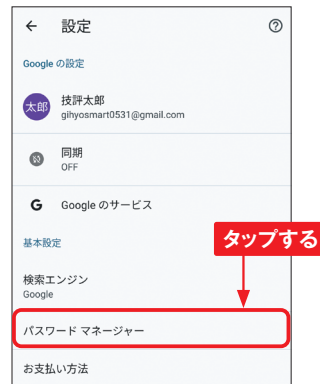 設定
Google の設定
太郎
技評太郎
gihyosmart0531@gmail.com
同期
OFF
G
Google のサービス
基本設定
タップする
検索エンジン
Google
パスワード マネージャー
お支払い方法